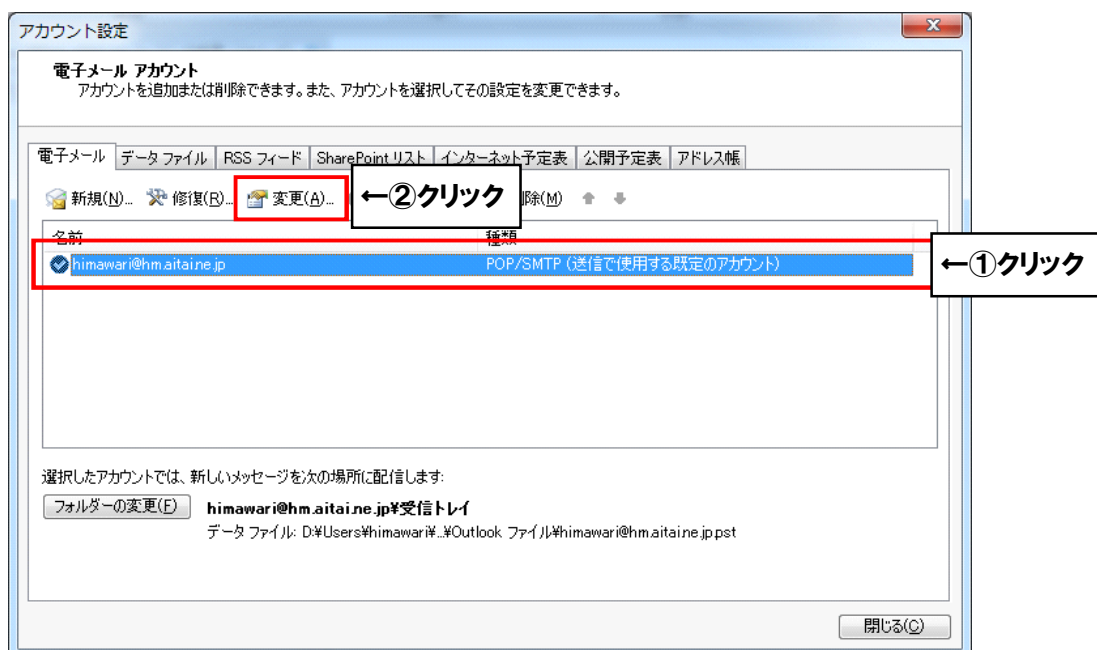 アカウント設定
電子メール アカウント
アカウントを追加または削除できます。また、アカウントを選択してその設定を変更できます。
電子メール データ ファイル RSS フィード SharePoint リスト インターネット予定表 公開予定表 アドレス帳
新規(N)... 修復(R)... 変更(A)... ←②クリック 除(M)
名前 種類
himawari@hm.aitai.ne.jp POP/SMTP (送信で使用する既定のアカウント)
←①クリック
選択したアカウントでは、新しいメッセージを次の場所に配信します:
フォルダーの変更(F) himawari@hm.aitai.ne.jp¥受信トレイ
データ ファイル: D:¥Users¥himawari¥...¥Outlook ファイル¥himawari@hm.aitai.ne.jp.pst
閉じる(C)